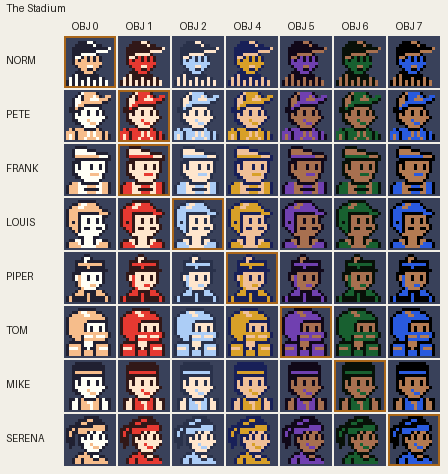 The Stadium
OBJ 0 OBJ 1 OBJ 2 OBJ 4 OBJ 5 OBJ 6 OBJ 7
NORM
PETE
FRANK
LOUIS
PIPER
TOM
MIKE
SERENA